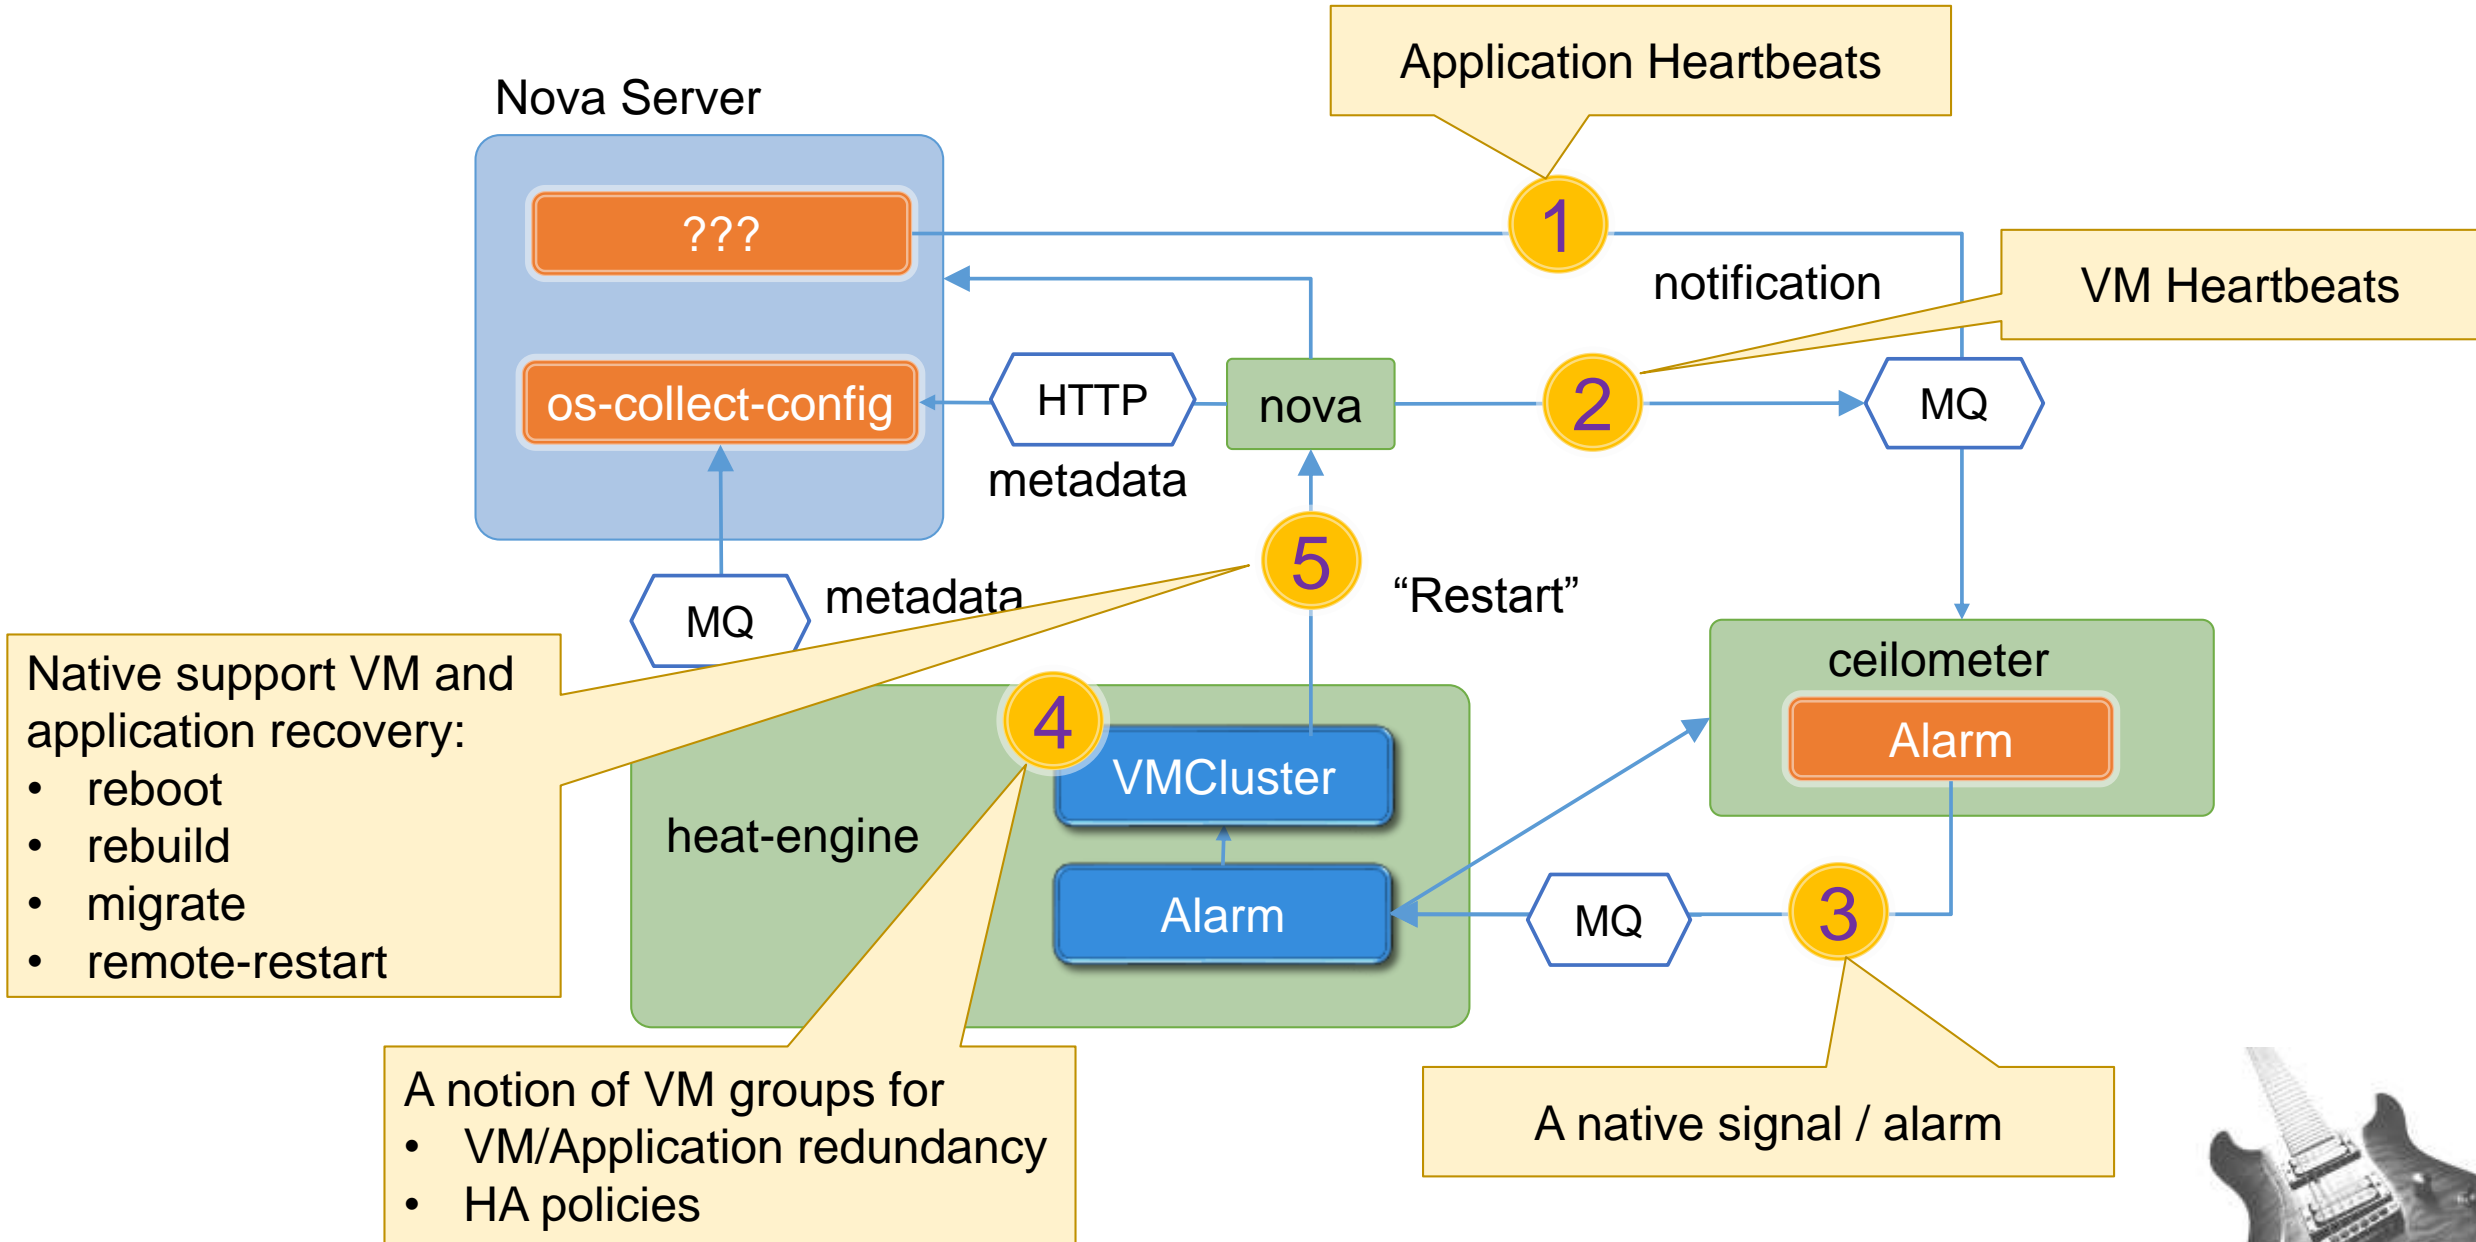 Application Heartbeats
Nova Server
???
1
notification
VM Heartbeats
os-collect-config
HTTP
nova
2
MQ
metadata
5
MQ
metadata
“Restart”
Native support VM and
application recovery:
• reboot
• rebuild
• migrate
• remote-restart
4
VMCluster
heat-engine
Alarm
ceilometer
Alarm
MQ
3
A notion of VM groups for
• VM/Application redundancy
• HA policies
A native signal / alarm